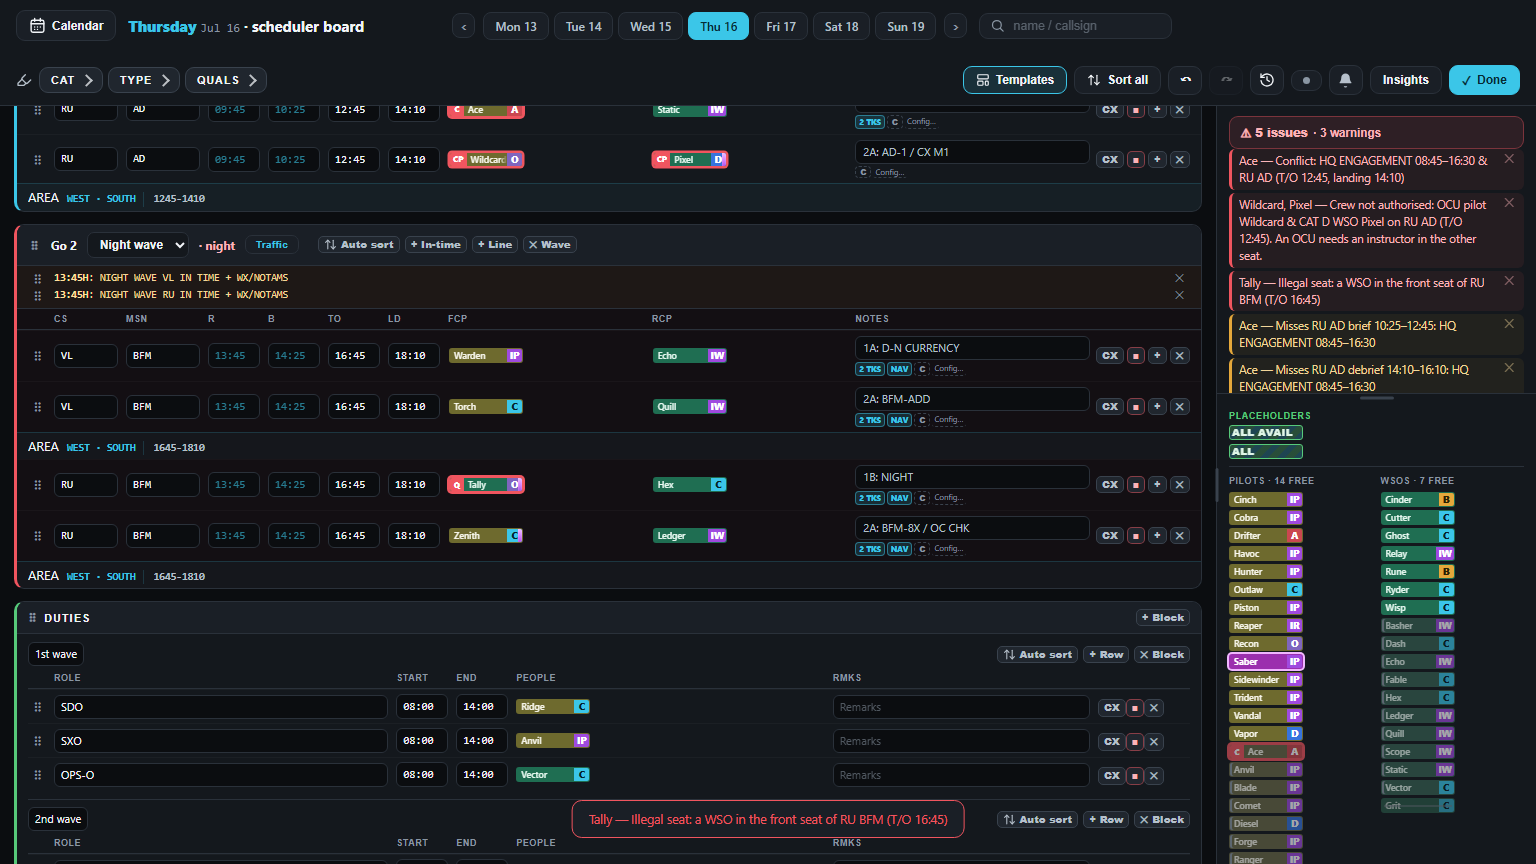 Calendar
Thursday Jul 16 · scheduler board
‹ Mon 13 Tue 14 Wed 15 Thu 16 Fri 17 Sat 18 Sun 19 ›
name / callsign
CAT TYPE QUALS
Templates Sort all Insights ✓ Done
RU AD 09:45 10:25 12:45 14:10 C Ace A Static IW CX + ✕
2 TKS C Config...
RU AD 09:45 10:25 12:45 14:10 CP Wildcard O CP Pixel D 2A: AD-1 / CX M1 CX + ✕
C Config...
AREA WEST · SOUTH 1245-1410
Go 2 Night wave · night Traffic Auto sort + In-time + Line ✕ Wave
13:45H: NIGHT WAVE VL IN TIME + WX/NOTAMS
13:45H: NIGHT WAVE RU IN TIME + WX/NOTAMS
CS MSN R B TO LD FCP RCP NOTES
VL BFM 13:45 14:25 16:45 18:10 Warden IP Echo IW 1A: D-N CURRENCY CX + ✕
2 TKS NAV C Config...
VL BFM 13:45 14:25 16:45 18:10 Torch C Quill IW 2A: BFM-ADD CX + ✕
2 TKS NAV C Config...
AREA WEST · SOUTH 1645-1810
RU BFM 13:45 14:25 16:45 18:10 Q Tally O Hex C 1B: NIGHT CX + ✕
2 TKS NAV C Config...
RU BFM 13:45 14:25 16:45 18:10 Zenith C Ledger IW 2A: BFM-8X / OC CHK CX + ✕
2 TKS NAV C Config...
AREA WEST · SOUTH 1645-1810
DUTIES + Block
1st wave Auto sort + Row ✕ Block
ROLE START END PEOPLE RMKS
SDO 08:00 14:00 Ridge C Remarks CX ✕
SXO 08:00 14:00 Anvil IP Remarks CX ✕
OPS-O 08:00 14:00 Vector C Remarks CX ✕
2nd wave Auto sort + Row ✕ Block
ROLE START END PEOPLE RMKS
Tally — Illegal seat: a WSO in the front seat of RU BFM (T/O 16:45)
⚠ 5 issues · 3 warnings
Ace — Conflict: HQ ENGAGEMENT 08:45–16:30 &
RU AD (T/O 12:45, landing 14:10)
Wildcard, Pixel — Crew not authorised: OCU pilot
Wildcard & CAT D WSO Pixel on RU AD (T/O
12:45). An OCU needs an instructor in the other
seat.
Tally — Illegal seat: a WSO in the front seat of RU
BFM (T/O 16:45)
Ace — Misses RU AD brief 10:25–12:45: HQ
ENGAGEMENT 08:45–16:30
Ace — Misses RU AD debrief 14:10–16:10: HQ
ENGAGEMENT 08:45–16:30
PLACEHOLDERS
ALL AVAIL
ALL
PILOTS · 14 FREE
Cinch IP
Cobra IP
Drifter A
Havoc IP
Hunter IP
Outlaw C
Piston IP
Reaper IR
Recon O
Saber IP
Sidewinder IP
Trident IP
Vandal IP
Vapor D
C Ace A
Anvil IP
Blade IP
Comet IP
Diesel D
Forge IP
Ranger IP
WSOS · 7 FREE
Cinder B
Cutter C
Ghost C
Relay IW
Rune B
Ryder C
Wisp C
Basher IW
Dash C
Echo IW
Fable C
Hex C
Ledger IW
Quill IW
Scope IW
Static IW
Vector C
Grit C